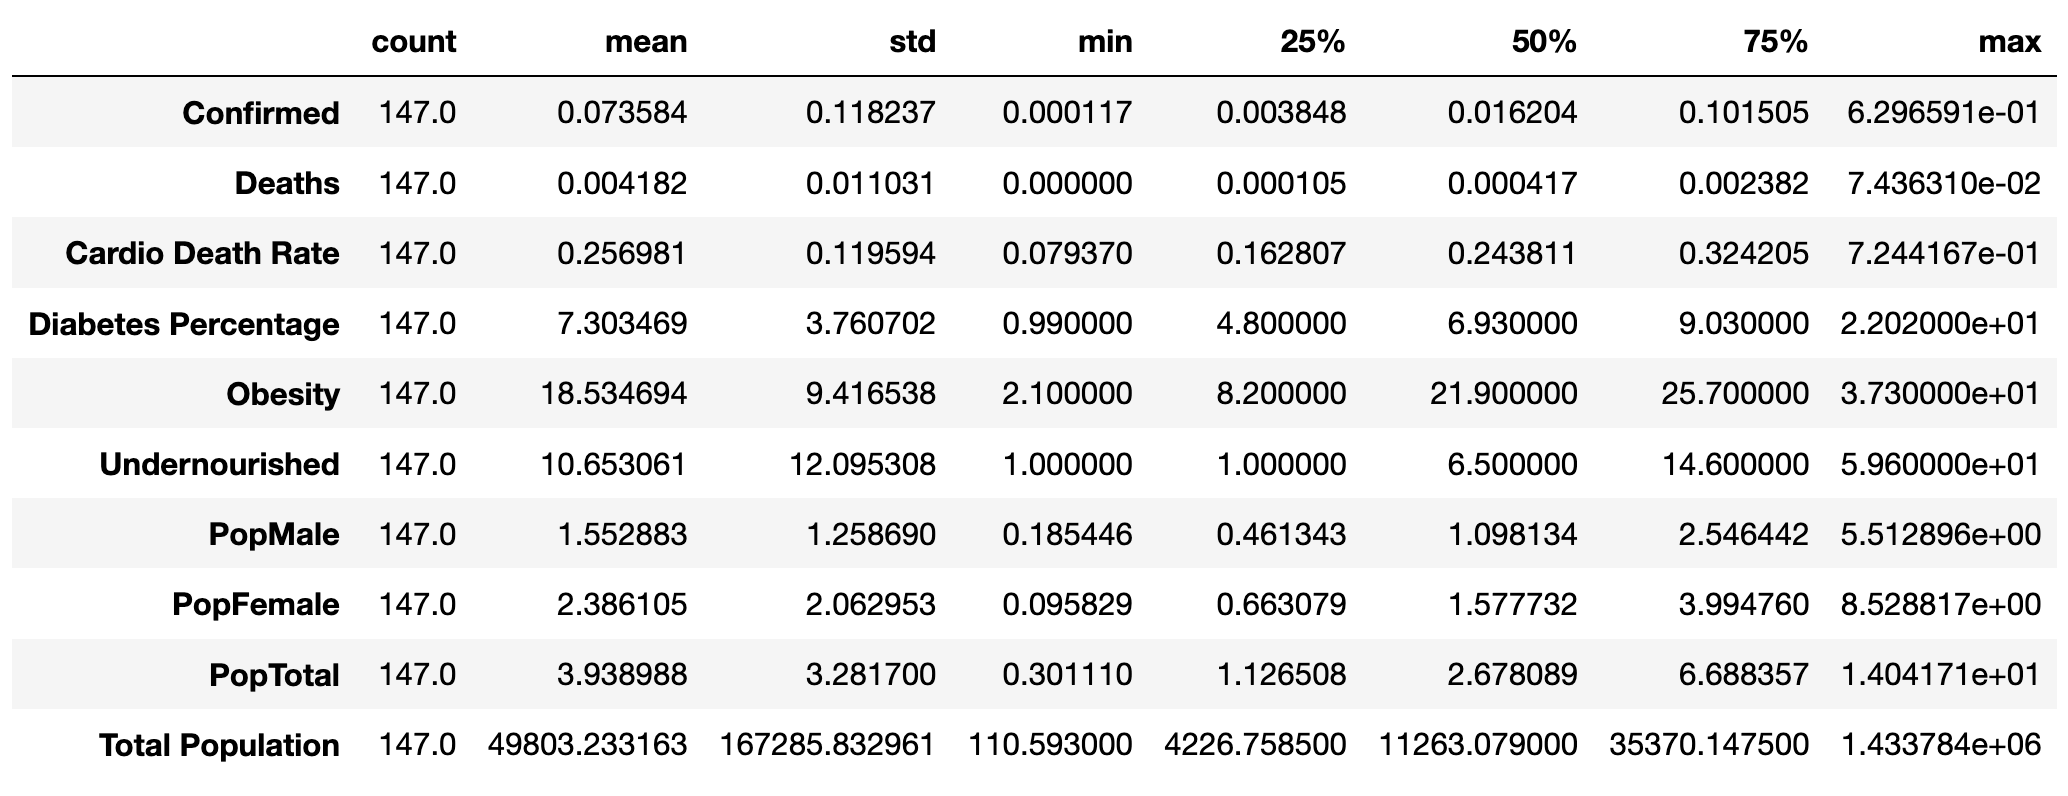 count mean std min 25% 50% 75% max
Confirmed 147.0 0.073584 0.118237 0.000117 0.003848 0.016204 0.101505 6.296591e-01
Deaths 147.0 0.004182 0.011031 0.000000 0.000105 0.000417 0.002382 7.436310e-02
Cardio Death Rate 147.0 0.256981 0.119594 0.079370 0.162807 0.243811 0.324205 7.244167e-01
Diabetes Percentage 147.0 7.303469 3.760702 0.990000 4.800000 6.930000 9.030000 2.202000e+01
Obesity 147.0 18.534694 9.416538 2.100000 8.200000 21.900000 25.700000 3.730000e+01
Undernourished 147.0 10.653061 12.095308 1.000000 1.000000 6.500000 14.600000 5.960000e+01
PopMale 147.0 1.552883 1.258690 0.185446 0.461343 1.098134 2.546442 5.512896e+00
PopFemale 147.0 2.386105 2.062953 0.095829 0.663079 1.577732 3.994760 8.528817e+00
PopTotal 147.0 3.938988 3.281700 0.301110 1.126508 2.678089 6.688357 1.404171e+01
Total Population 147.0 49803.233163 167285.832961 110.593000 4226.758500 11263.079000 35370.147500 1.433784e+06